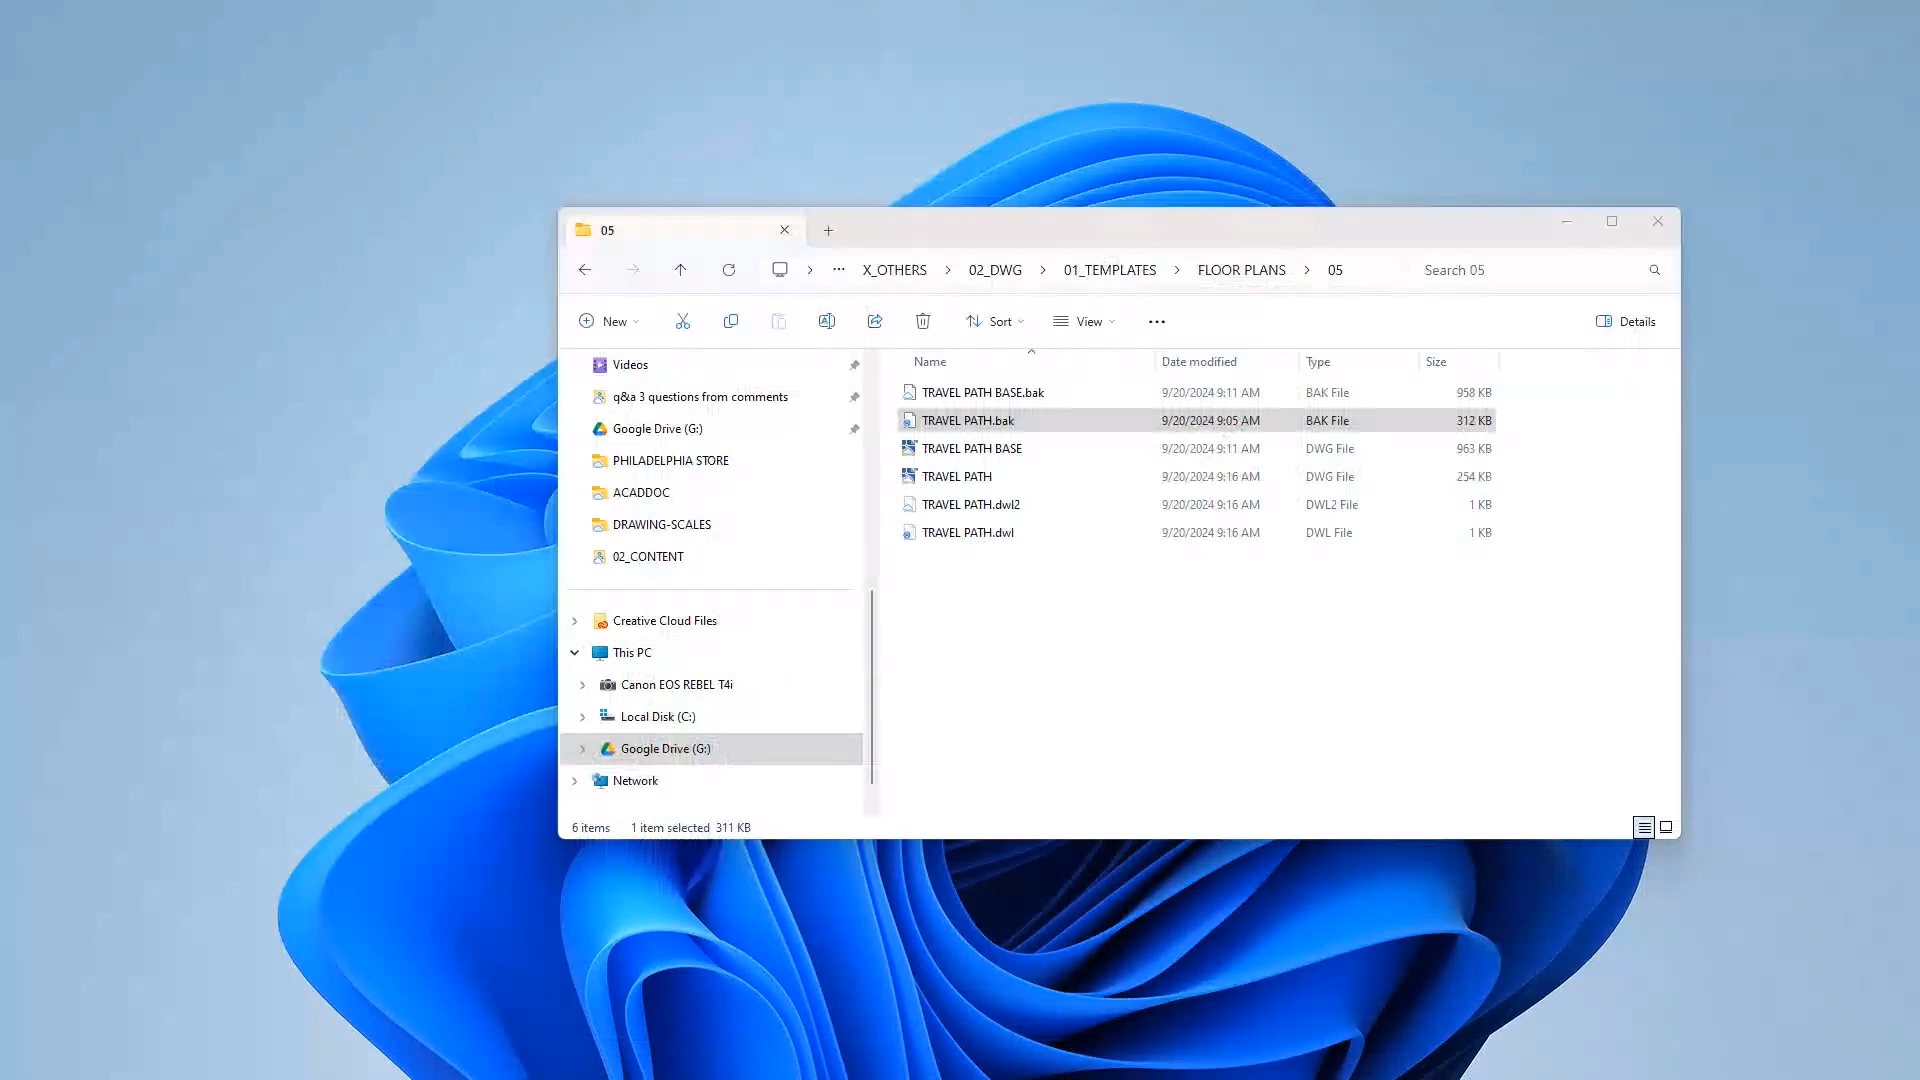 05
X_OTHERS > 02_DWG > 01_TEMPLATES > FLOOR PLANS > 05 Search 05
New Sort View Details
Videos
q&a 3 questions from comments
Google Drive (G:)
PHILADELPHIA STORE
ACADDOC
DRAWING-SCALES
02_CONTENT
Creative Cloud Files
This PC
Canon EOS REBEL T4i
Local Disk (C:)
Google Drive (G:)
Network
Name Date modified Type Size
TRAVEL PATH BASE.bak 9/20/2024 9:11 AM BAK File 958 KB
TRAVEL PATH.bak 9/20/2024 9:05 AM BAK File 312 KB
TRAVEL PATH BASE 9/20/2024 9:11 AM DWG File 963 KB
TRAVEL PATH 9/20/2024 9:16 AM DWG File 254 KB
TRAVEL PATH.dwl2 9/20/2024 9:16 AM DWL2 File 1 KB
TRAVEL PATH.dwl 9/20/2024 9:16 AM DWL File 1 KB
6 items 1 item selected 311 KB